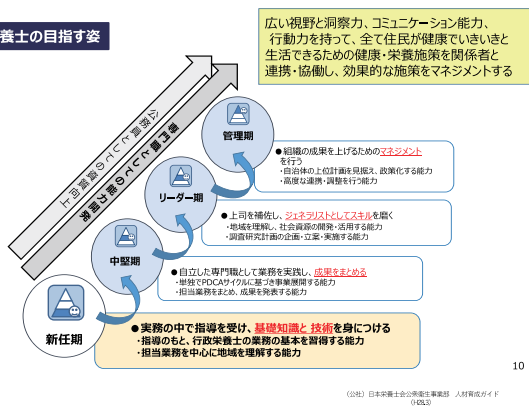 養士の目指す姿
広い視野と洞察力、コミュニケーション能力、
行動力を持って、全て住民が健康でいきいきと
生活できるための健康・栄養施策を関係者と
連携・協働し、効果的な施策をマネジメントする
公務員としての資質向上
専門職としての能力開発
管理期
●組織の成果を上げるためのマネジメント
を行う
・自治体の上位計画を見据え、政策化する能力
・高度な連携・調整を行う能力
リーダー期
●上司を補佐し、ジェネラリストとしてスキルを磨く
・地域を理解し、社会資源の開発・活用する能力
・調査研究計画の企画・立案・実施する能力
中堅期
●自立した専門職として業務を実践し、成果をまとめる
・単独でPDCAサイクルに基づき事業展開する能力
・担当業務をまとめ、成果を発表する能力
新任期
●実務の中で指導を受け、基礎知識と 技術を身につける
・指導のもと、行政栄養士の業務の基本を習得する能力
・担当業務を中心に地域を理解する能力
10
（公社）日本栄養士会公衆衛生事業部　人材育成ガイド
（H28.3）